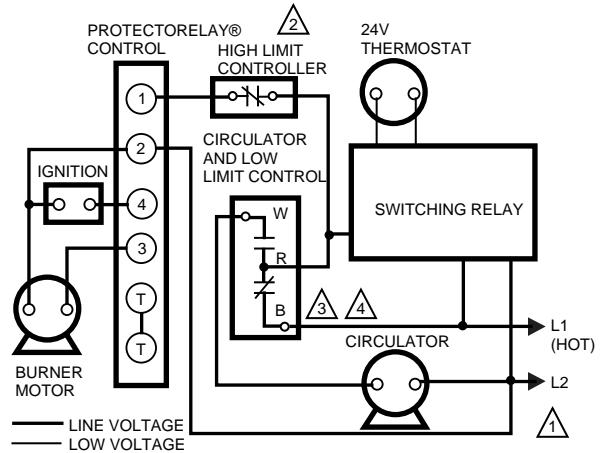 PROTECTORELAY®
CONTROL
2
HIGH LIMIT
CONTROLLER
24V
THERMOSTAT
1
2
IGNITION
4
3
T
T
BURNER
MOTOR
CIRCULATOR
AND LOW
LIMIT CONTROL
W
R
B
3
4
SWITCHING RELAY
CIRCULATOR
L1
(HOT)
L2
1
LINE VOLTAGE
LOW VOLTAGE